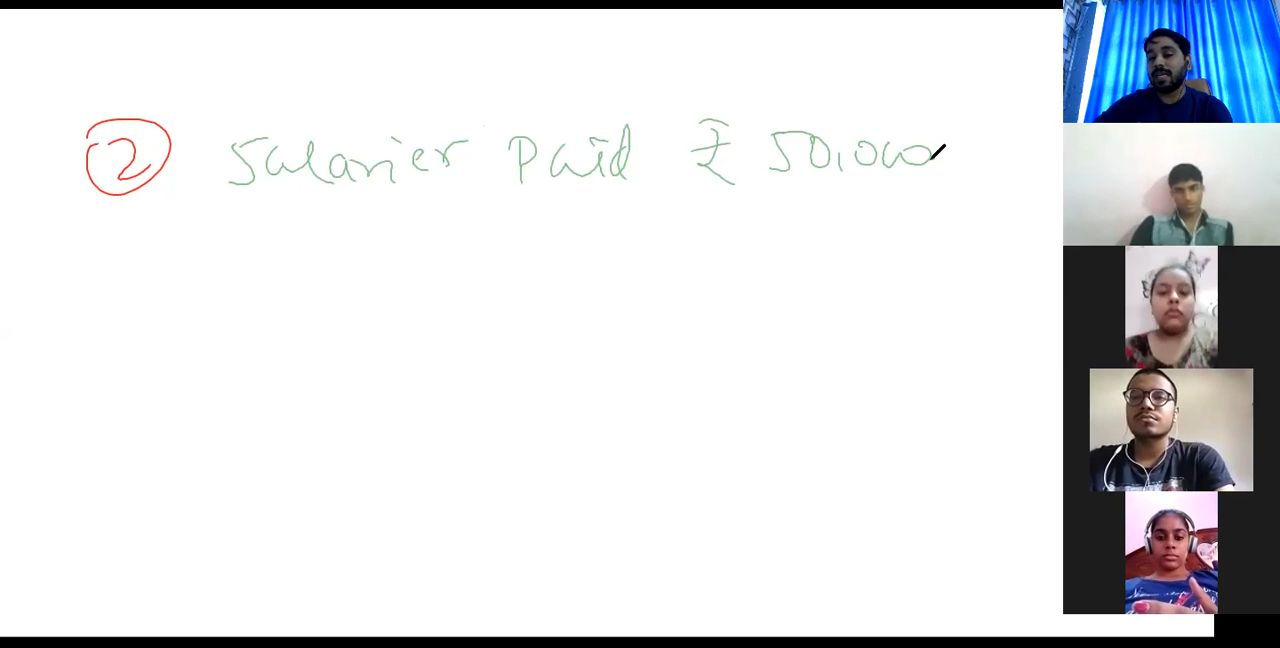 ② Salaries Paid ₹ 50,000